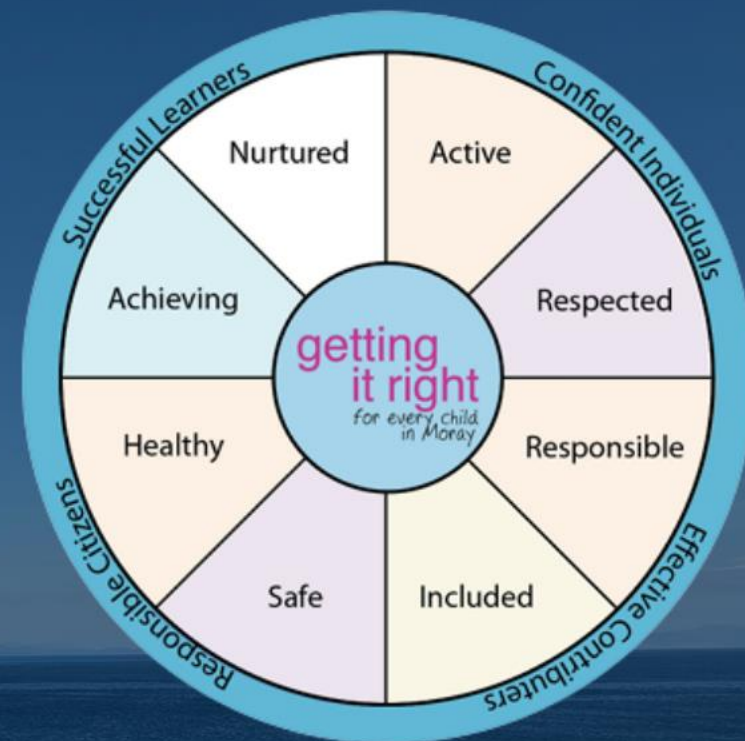 Successful Learners
Confident Individuals
Nurtured
Active
Achieving
Respected
getting
it right
for every child
in Moray
Healthy
Responsible
Safe
Included
Responsible Citizens
Effective Contributers